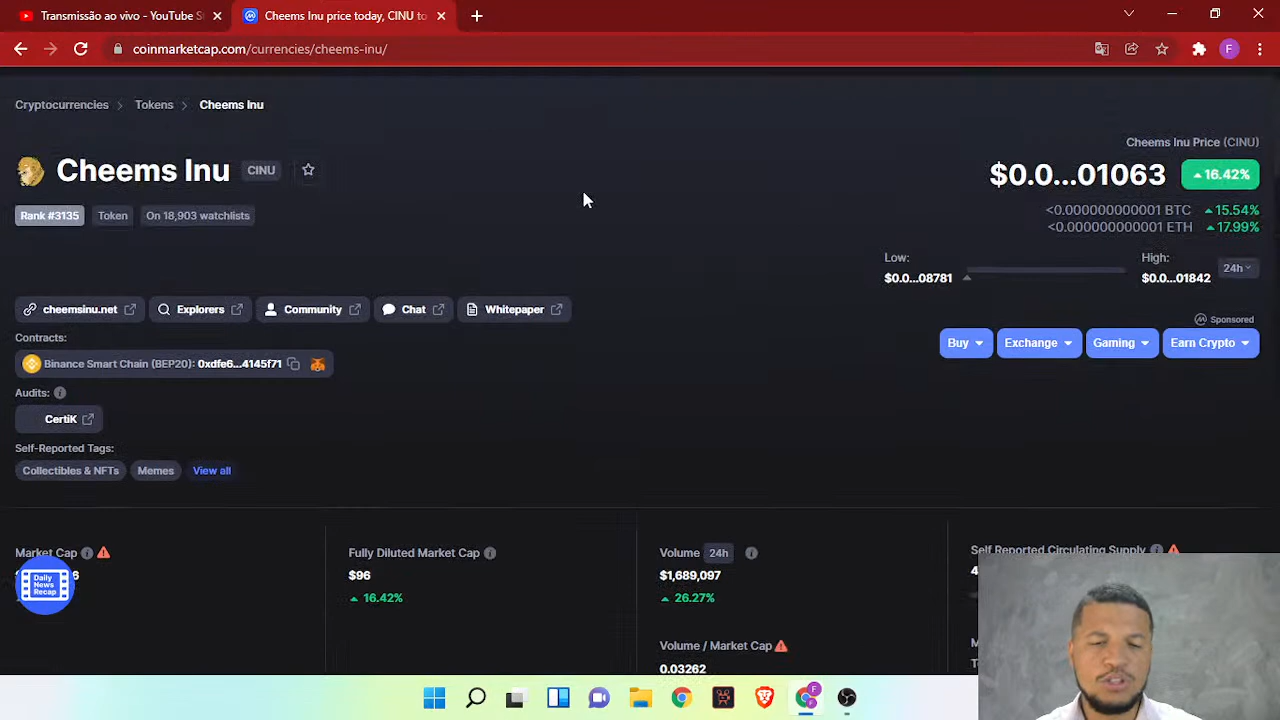 Transmissão ao vivo - YouTube S
Cheems Inu price today, CINU to
coinmarketcap.com/currencies/cheems-inu/
F
Cryptocurrencies
Tokens
Cheems Inu
Cheems Inu Price (CINU)
Cheems Inu
CINU
$0.0...01063
16.42%
Rank #3135
Token
On 18,903 watchlists
<0.000000000001 BTC
15.54%
<0.000000000001 ETH
17.99%
Low:
High:
$0.0...08781
$0.0...01842
24h
cheemsinu.net
Explorers
Community
Chat
Whitepaper
Sponsored
Contracts:
Buy
Exchange
Gaming
Earn Crypto
Binance Smart Chain (BEP20): 0xdfe6...4145f71
Audits:
CertiK
Self-Reported Tags:
Collectibles & NFTs
Memes
View all
Market Cap
Fully Diluted Market Cap
Volume
24h
Self Reported Circulating Supply
$96
$1,689,097
16.42%
26.27%
Daily
News
Recap
Volume / Market Cap
0.03262